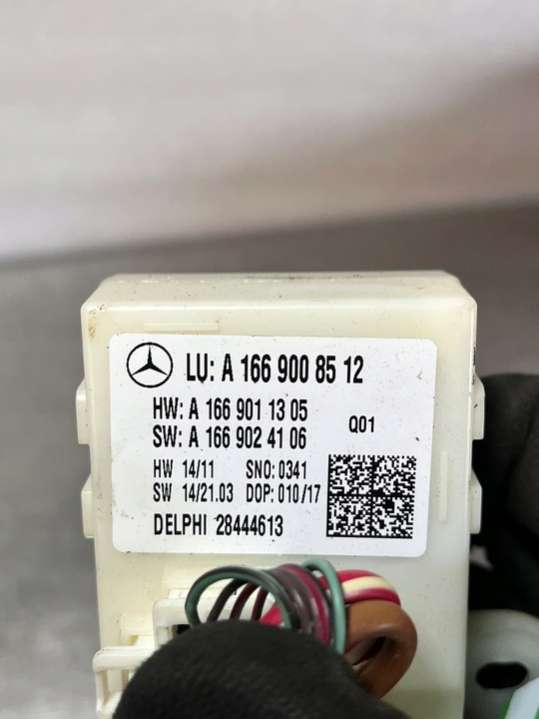 LU: A 166 900 85 12
HW: A 166 901 13 05
SW: A 166 902 41 06
Q01
HW 14/11 SNO: 0341
SW 14/21.03 DOP: 010/17
DELPHI 28444613